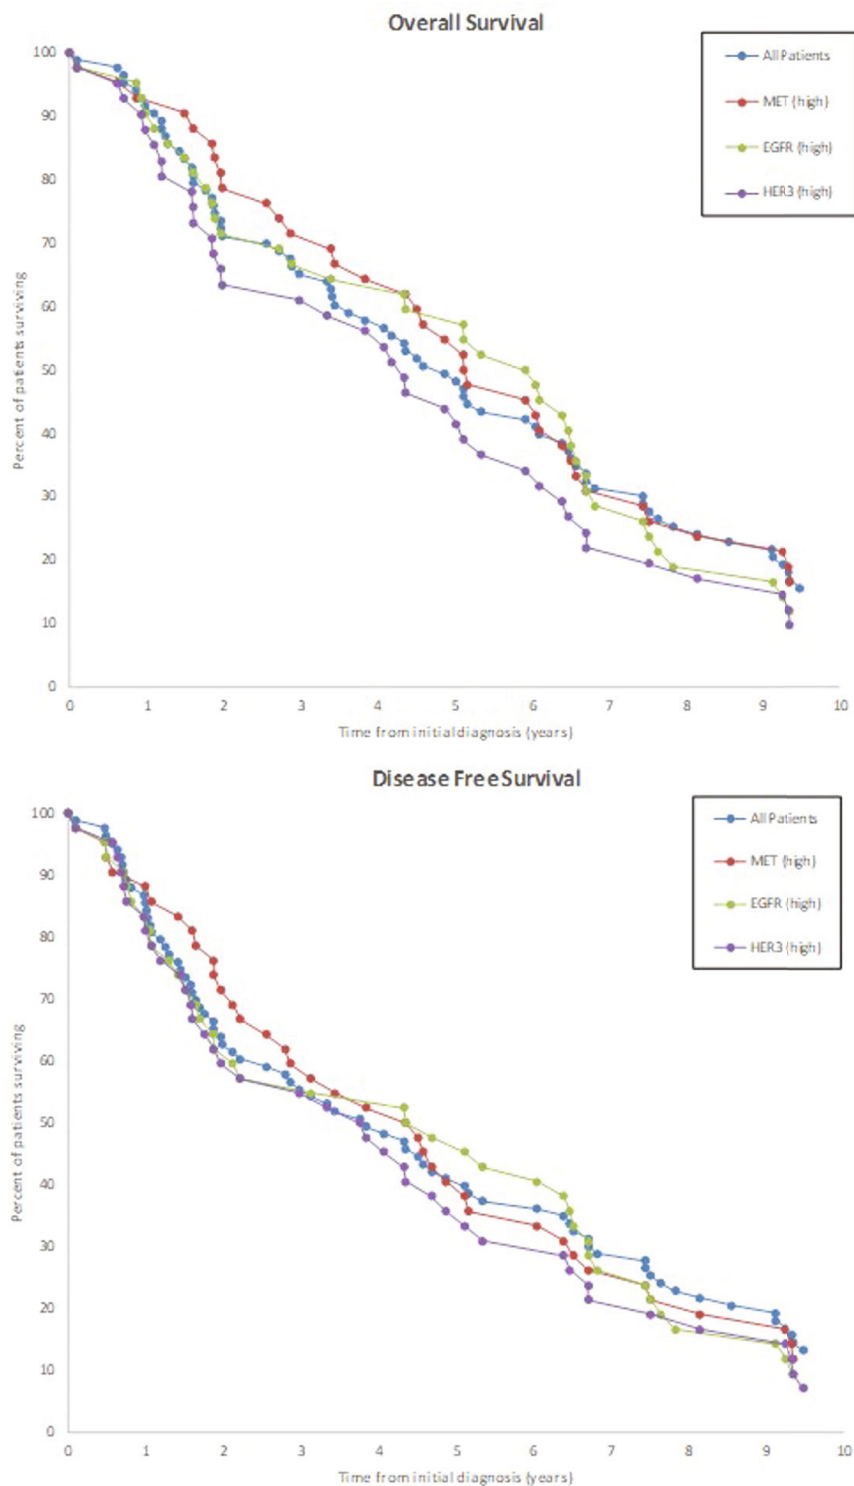 Overall Survival
All Patients
MET (high)
EGFR (high)
HER3 (high)
Percent of patients surviving
100
90
80
70
60
50
40
30
20
10
0
0 1 2 3 4 5 6 7 8 9 10
Time from initial diagnosis (years)
Disease Free Survival
All Patients
MET (high)
EGFR (high)
HER3 (high)
Percent of patients surviving
100
90
80
70
60
50
40
30
20
10
0
0 1 2 3 4 5 6 7 8 9 10
Time from initial diagnosis (years)